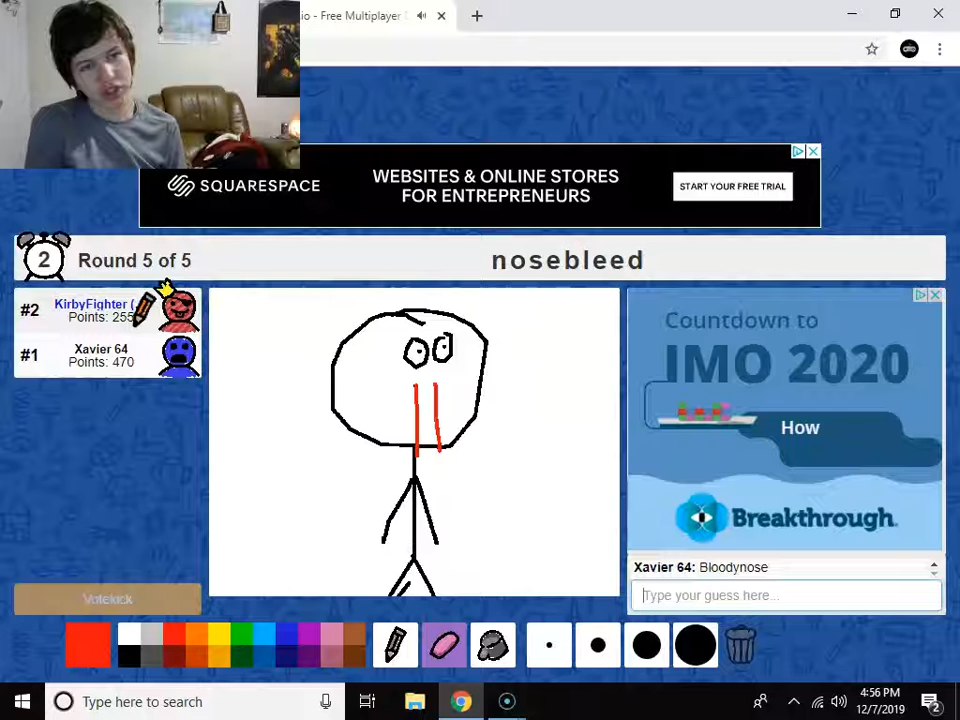 io - Free Multiplayer
SQUARESPACE
WEBSITES & ONLINE STORES
FOR ENTREPRENEURS
START YOUR FREE TRIAL
2
Round 5 of 5
nosebleed
#2
KirbyFighter (
Points: 255
#1
Xavier 64
Points: 470
Countdown to
IMO 2020
How
Breakthrough.
Xavier 64: Bloodynose
Type your guess here...
Votekick
Type here to search
4:56 PM
12/7/2019
2